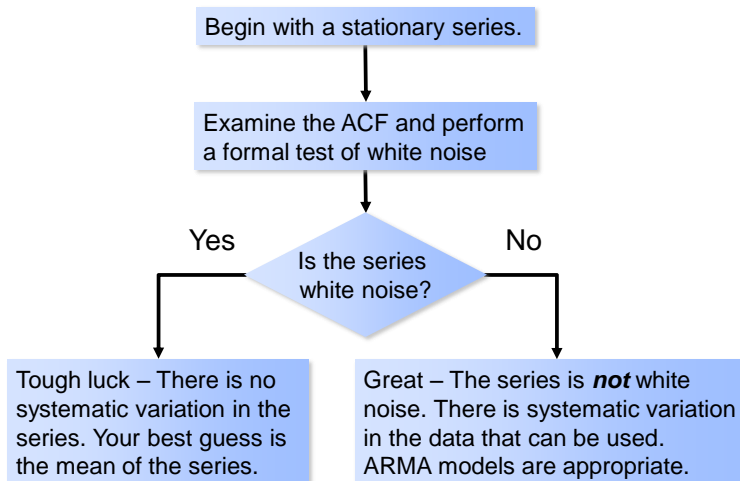 Begin with a stationary series.
Examine the ACF and perform
a formal test of white noise
Yes
No
Is the series
white noise?
Tough luck – There is no
systematic variation in the
series. Your best guess is
the mean of the series.
Great – The series is not white
noise. There is systematic variation
in the data that can be used.
ARMA models are appropriate.